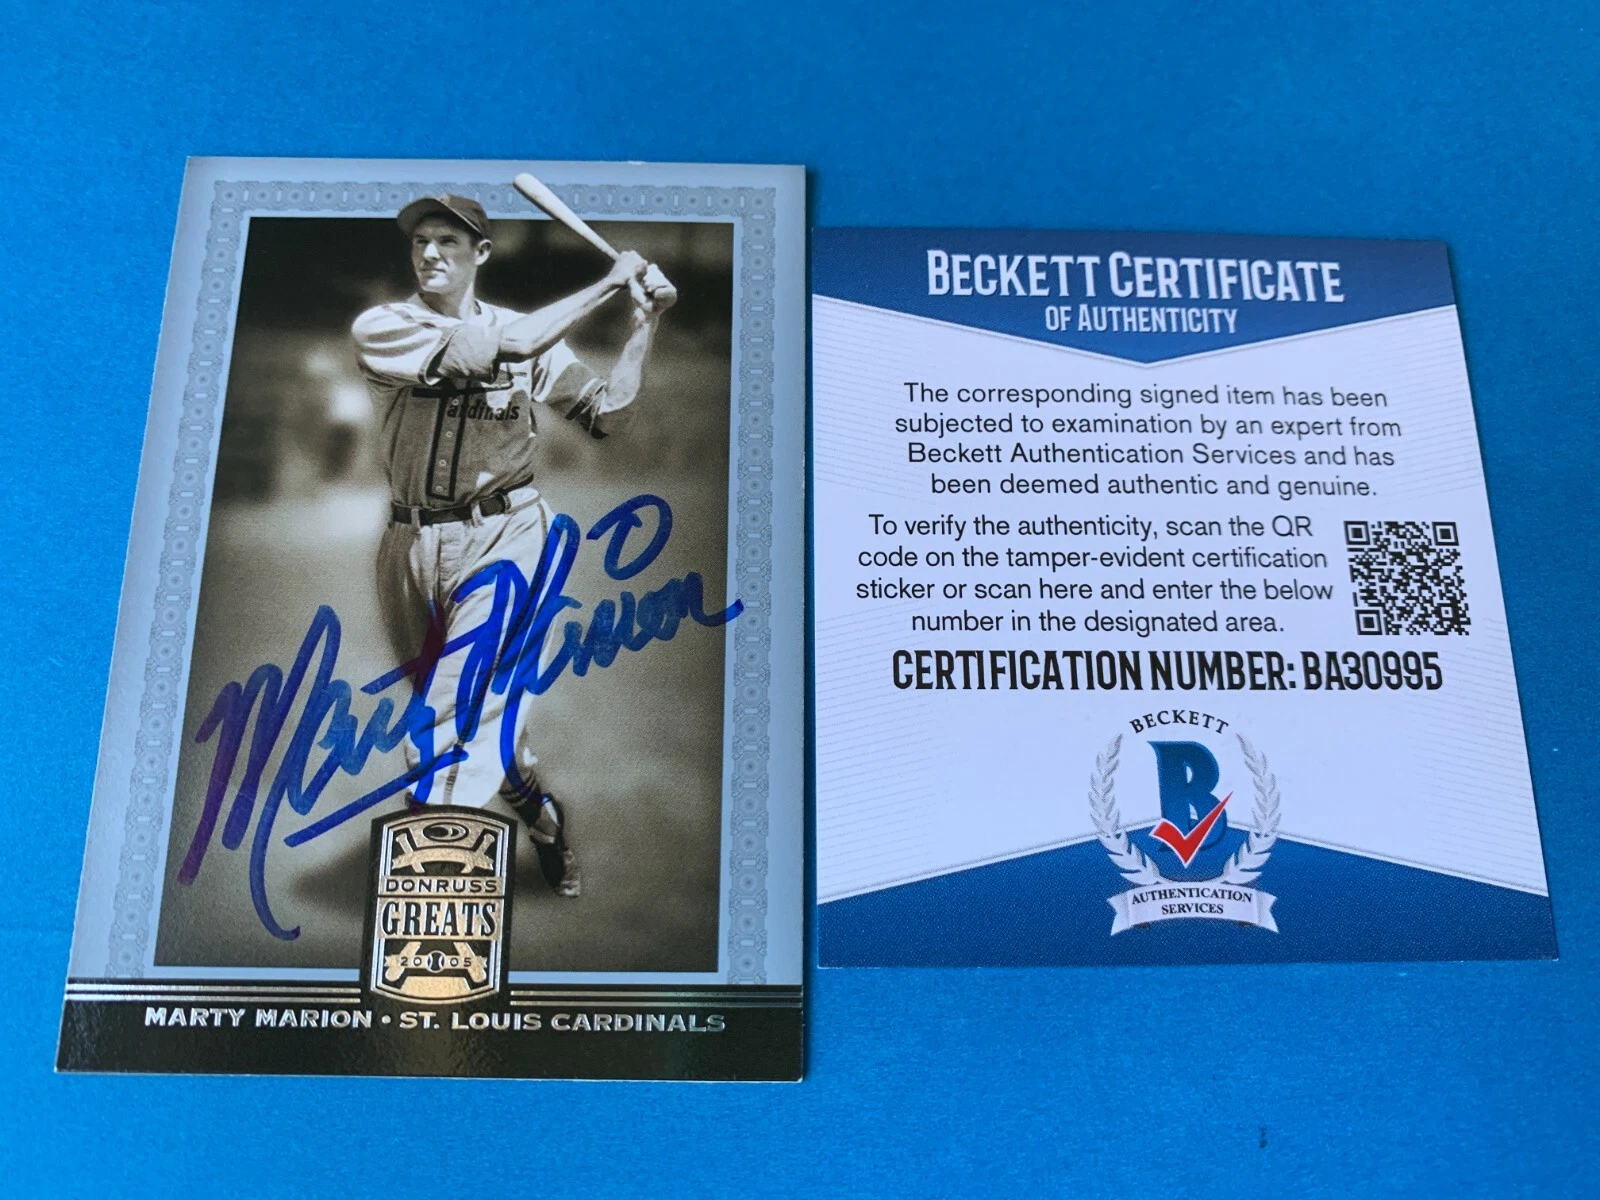 Cardinals
Marty Marion
DONRUSS
GREATS
2005
MARTY MARION • ST. LOUIS CARDINALS
BECKETT CERTIFICATE
OF AUTHENTICITY
The corresponding signed item has been
subjected to examination by an expert from
Beckett Authentication Services and has
been deemed authentic and genuine.
To verify the authenticity, scan the QR
code on the tamper-evident certification
sticker or scan here and enter the below
number in the designated area.
CERTIFICATION NUMBER: BA30995
BECKETT
B
AUTHENTICATION
SERVICES